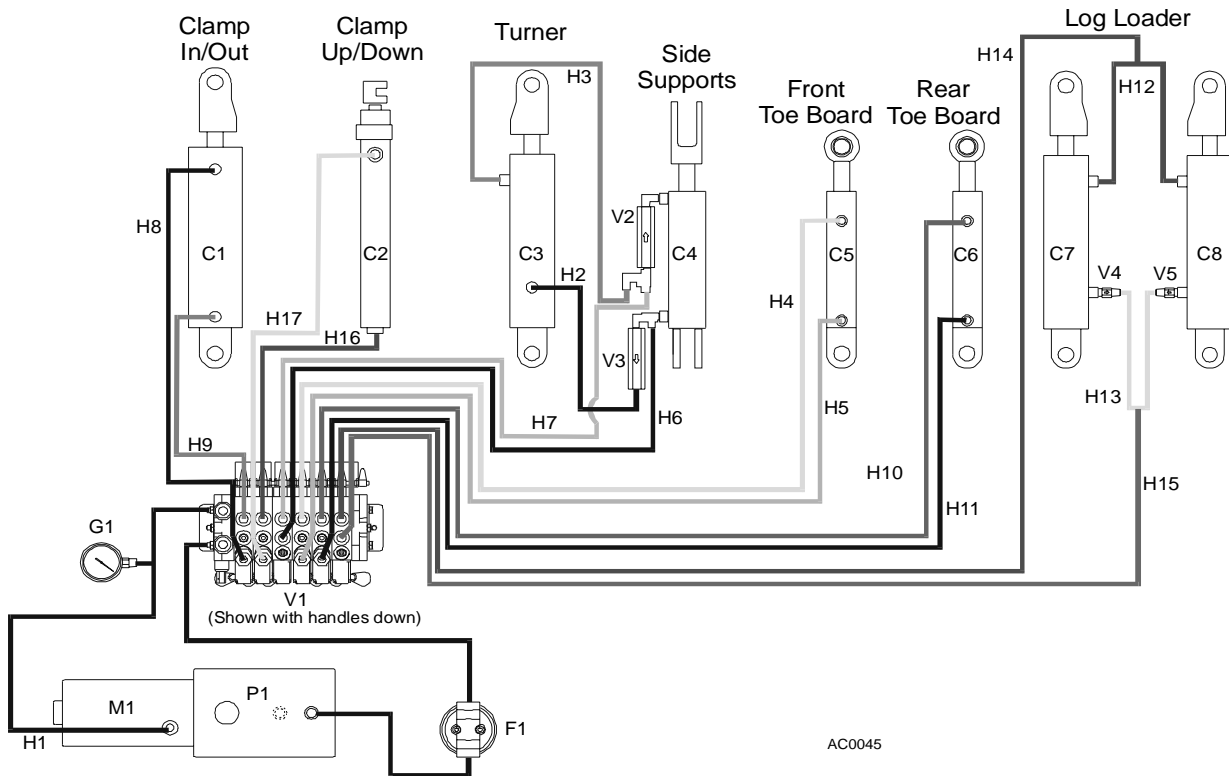 Clamp
In/Out
Clamp
Up/Down
Turner
Side
Supports
Front
Toe Board
Rear
Toe Board
Log Loader
H14
H3
H12
H8
C1
C2
C3
V2
C4
C5
C6
C7
C8
H2
H4
V4
V5
H17
H16
V3
H13
H7
H6
H5
H9
H10
H11
H15
G1
V1
(Shown with handles down)
M1
P1
F1
H1
AC0045